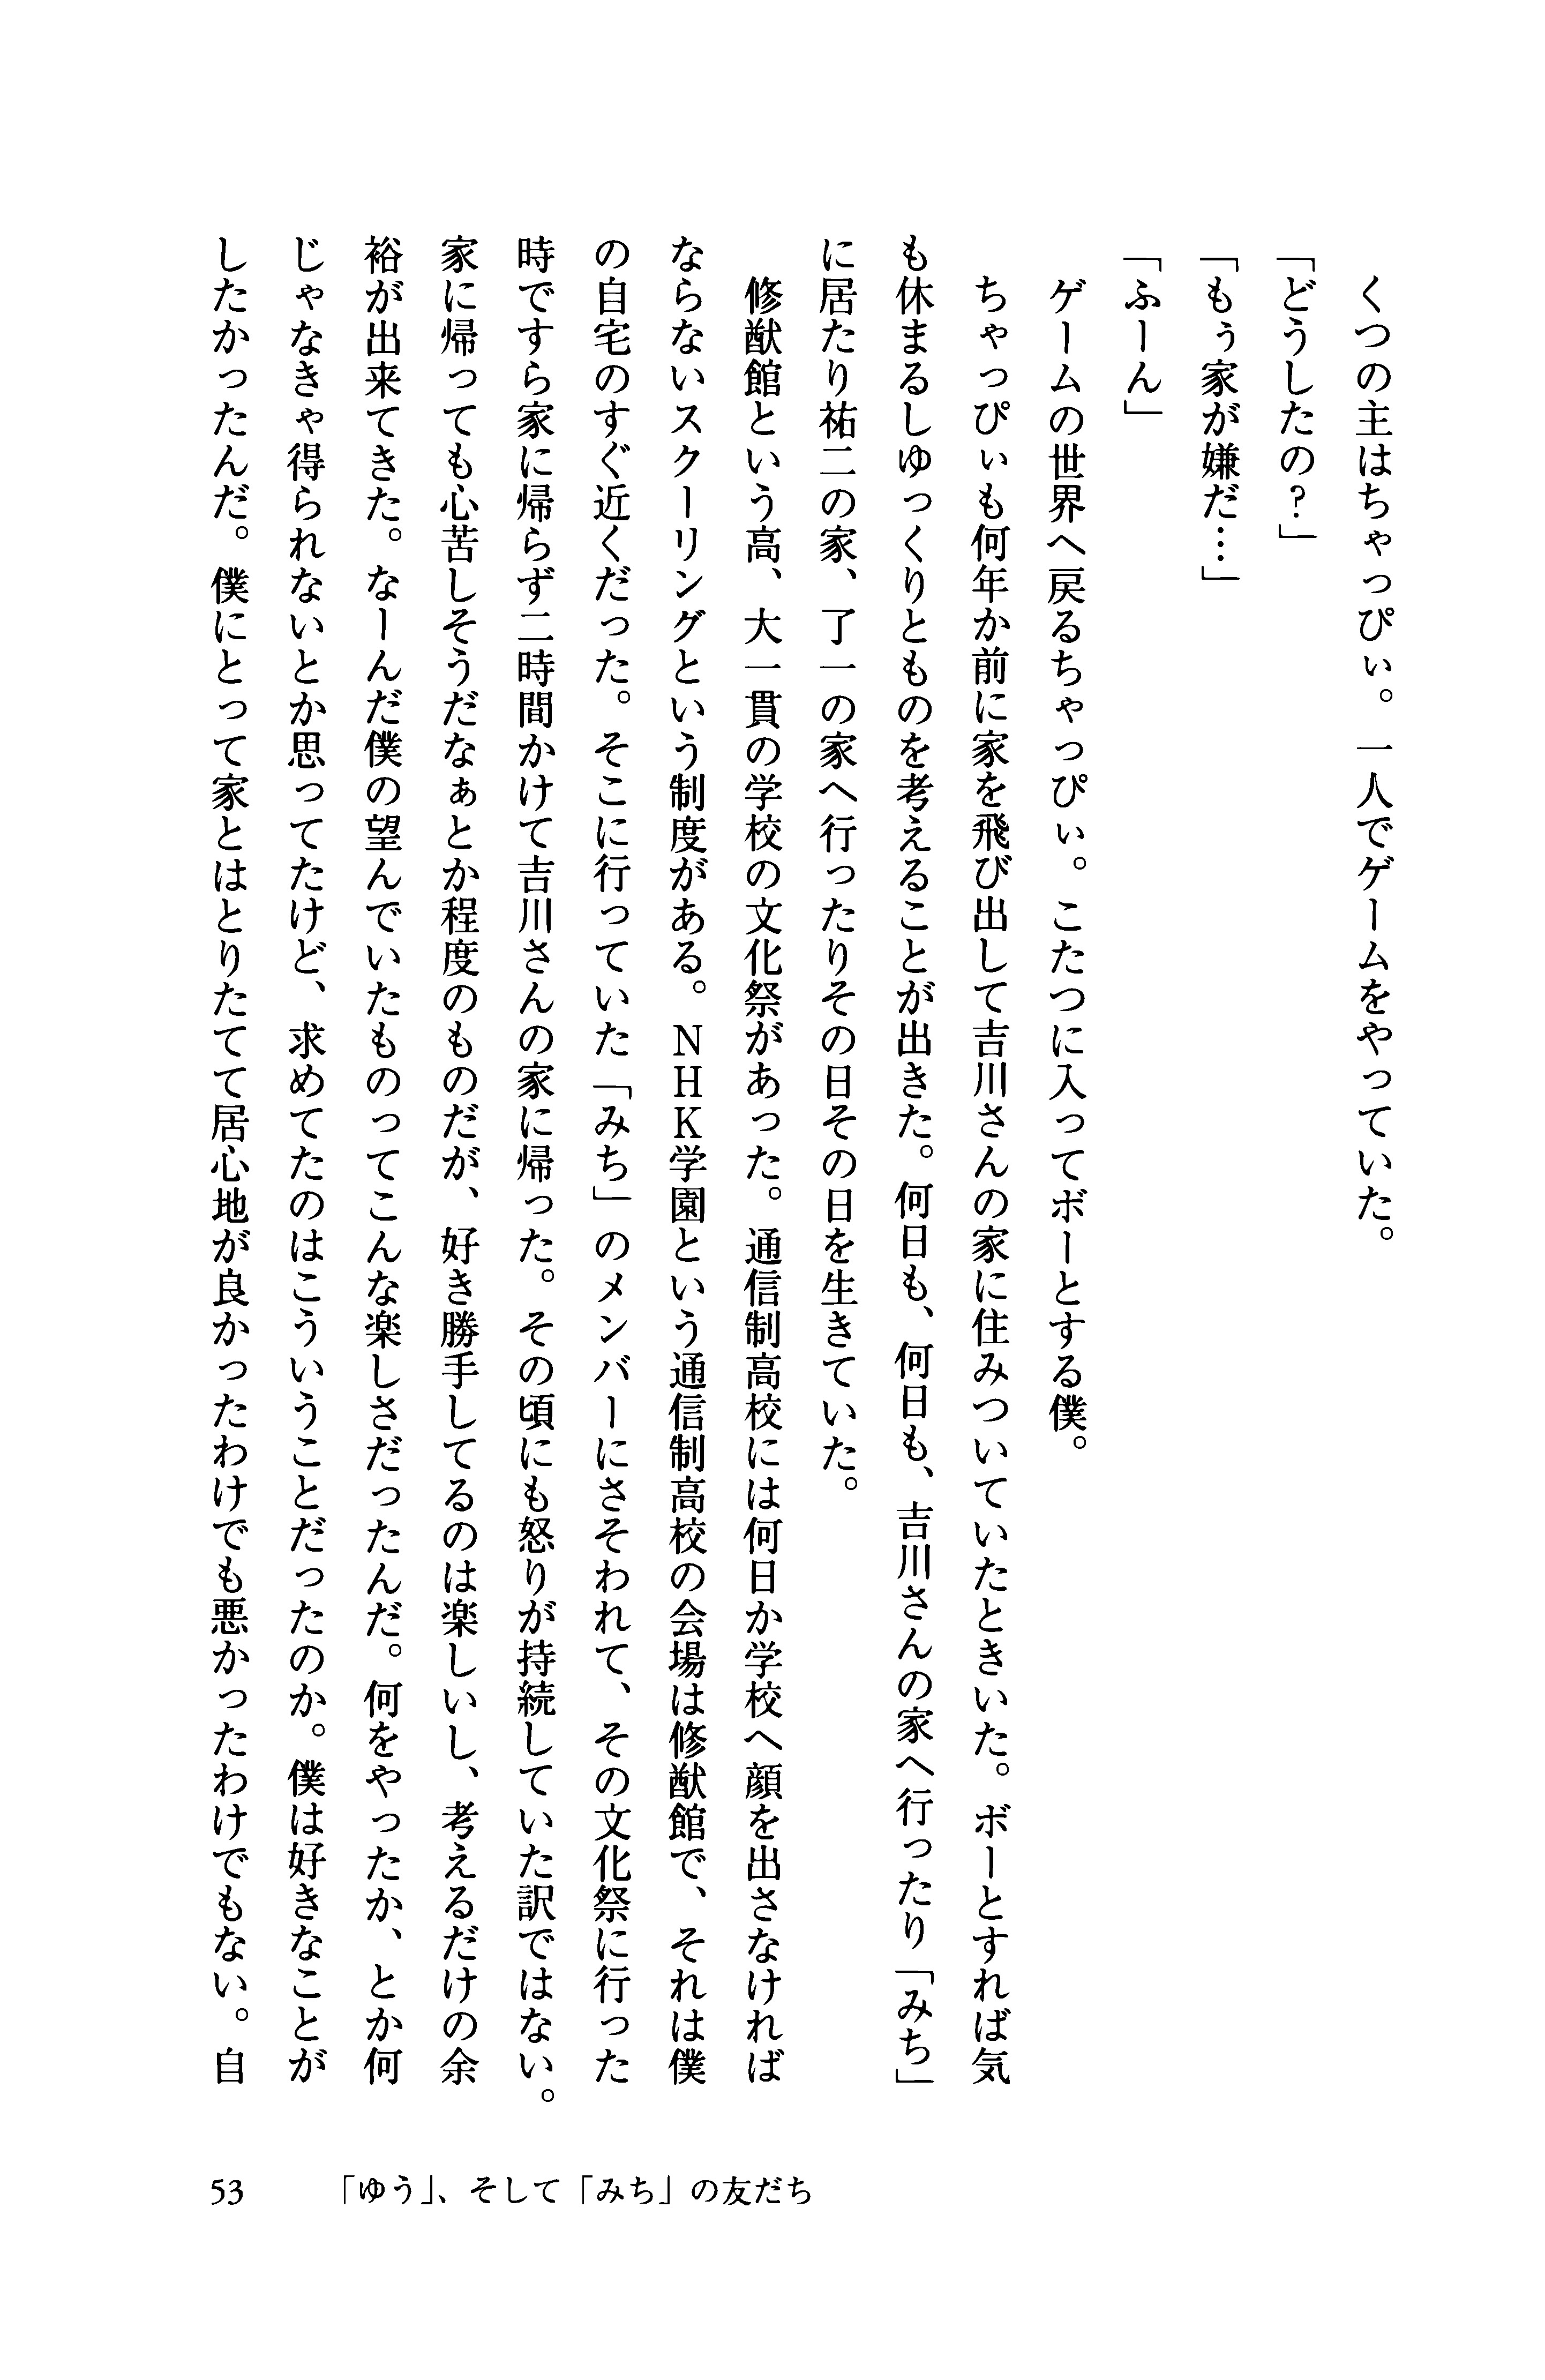 くつの主はちゃっぴぃ。一人でゲームをやっていた。
「どうしたの?」
「もぅ家が嫌だ…」
「ふーん」
ゲームの世界へ戻るちゃっぴぃ。こたつに入ってボーとする僕。
ちゃっぴぃも何年か前に家を飛び出して吉川さんの家に住みついていたときいた。ボーとすれば気
も休まるしゆっくりとものを考えることが出きた。何日も、何日も、吉川さんの家へ行ったり「みち」
に居たり祐二の家、了一の家へ行ったりその日その日を生きていた。
修猷館という高、大一貫の学校の文化祭があった。通信制高校には何日か学校へ顔を出さなければ
ならないスクーリングという制度がある。NHK学園という通信制高校の会場は修猷館で、それは僕
の自宅のすぐ近くだった。そこに行っていた「みち」のメンバーにさそわれて、その文化祭に行った
時ですら家に帰らず二時間かけて吉川さんの家に帰った。その頃にも怒りが持続していた訳ではない。
家に帰っても心苦しそうだなぁとか程度のものだが、好き勝手してるのは楽しいし、考えるだけの余
裕が出来てきた。なーんだ僕の望んでいたものってこんな楽しさだったんだ。何をやったか、とか何
じゃなきゃ得られないとか思ってたけど、求めてたのはこういうことだったのか。僕は好きなことが
したかったんだ。僕にとって家とはとりたてて居心地が良かったわけでも悪かったわけでもない。自
53 「ゆう」、そして「みち」の友だち